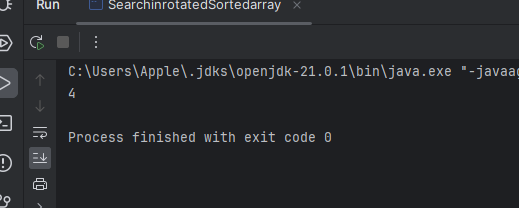 Run
SearchinrotatedSortedarray
C:\Users\Apple\.jdks\openjdk-21.0.1\bin\java.exe "-javaag
4
Process finished with exit code 0